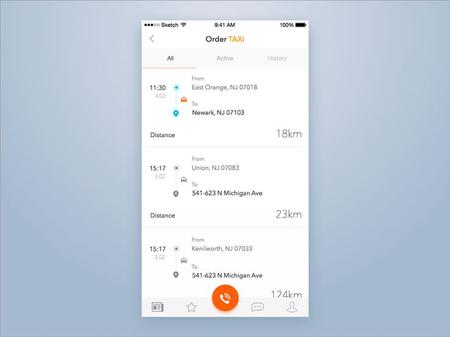 Sketch 9:41 AM 100%
Order TAXi
All Active History
From
11:30 East Orange, NJ 07018
4.02
To
Newark, NJ 07103
Distance 18km
From
15:17 Union, NJ 07083
3.02
To
541-623 N Michigan Ave
Distance 23km
From
15:17 Kenilworth, NJ 07033
3.02
To
541-623 N Michigan Ave
124km